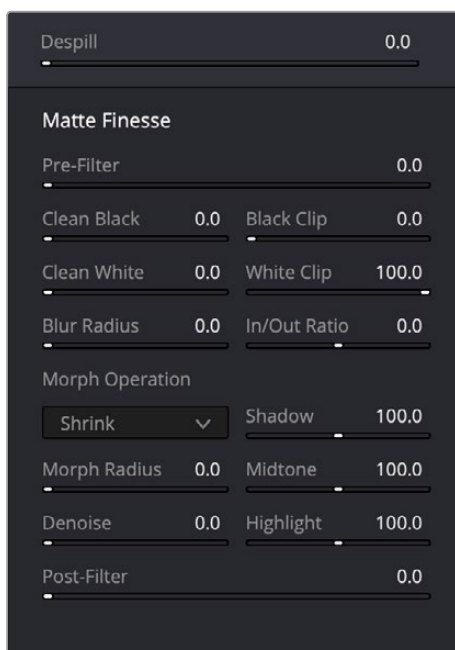 Despill 0.0
Matte Finesse
Pre-Filter 0.0
Clean Black 0.0 Black Clip 0.0
Clean White 0.0 White Clip 100.0
Blur Radius 0.0 In/Out Ratio 0.0
Morph Operation
Shrink Shadow 100.0
Morph Radius 0.0 Midtone 100.0
Denoise 0.0 Highlight 100.0
Post-Filter 0.0